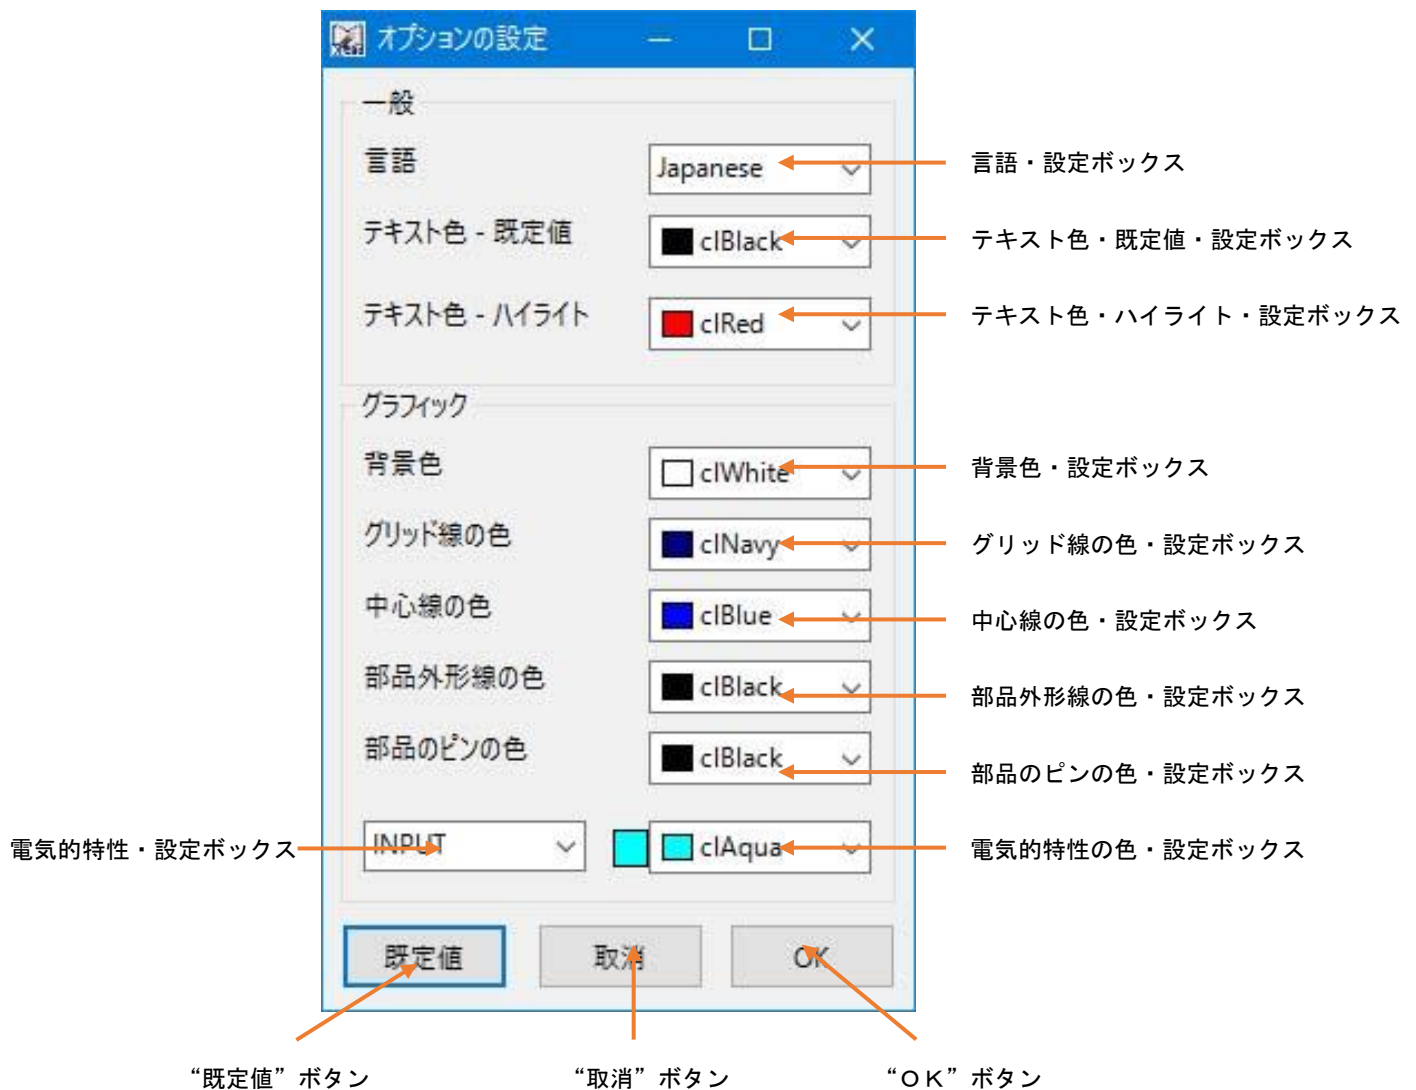 オプションの設定
一般
言語
Japanese
言語・設定ボックス
テキスト色 - 既定値
clBlack
テキスト色・既定値・設定ボックス
テキスト色 - ハイライト
clRed
テキスト色・ハイライト・設定ボックス
グラフィック
背景色
clWhite
背景色・設定ボックス
グリッド線の色
clNavy
グリッド線の色・設定ボックス
中心線の色
clBlue
中心線の色・設定ボックス
部品外形線の色
clBlack
部品外形線の色・設定ボックス
部品のピンの色
clBlack
部品のピンの色・設定ボックス
電気的特性・設定ボックス
INPUT
clAqua
電気的特性の色・設定ボックス
既定値
取消
OK
“既定値”ボタン
“取消”ボタン
“ＯＫ”ボタン